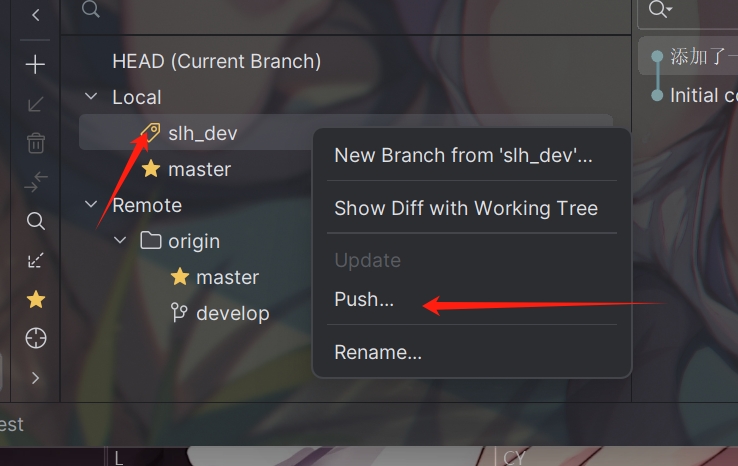 HEAD (Current Branch)
Local
slh_dev
master
Remote
origin
master
develop
New Branch from 'slh_dev'...
Show Diff with Working Tree
Update
Push...
Rename...
添加了一
Initial c
est
L
CY